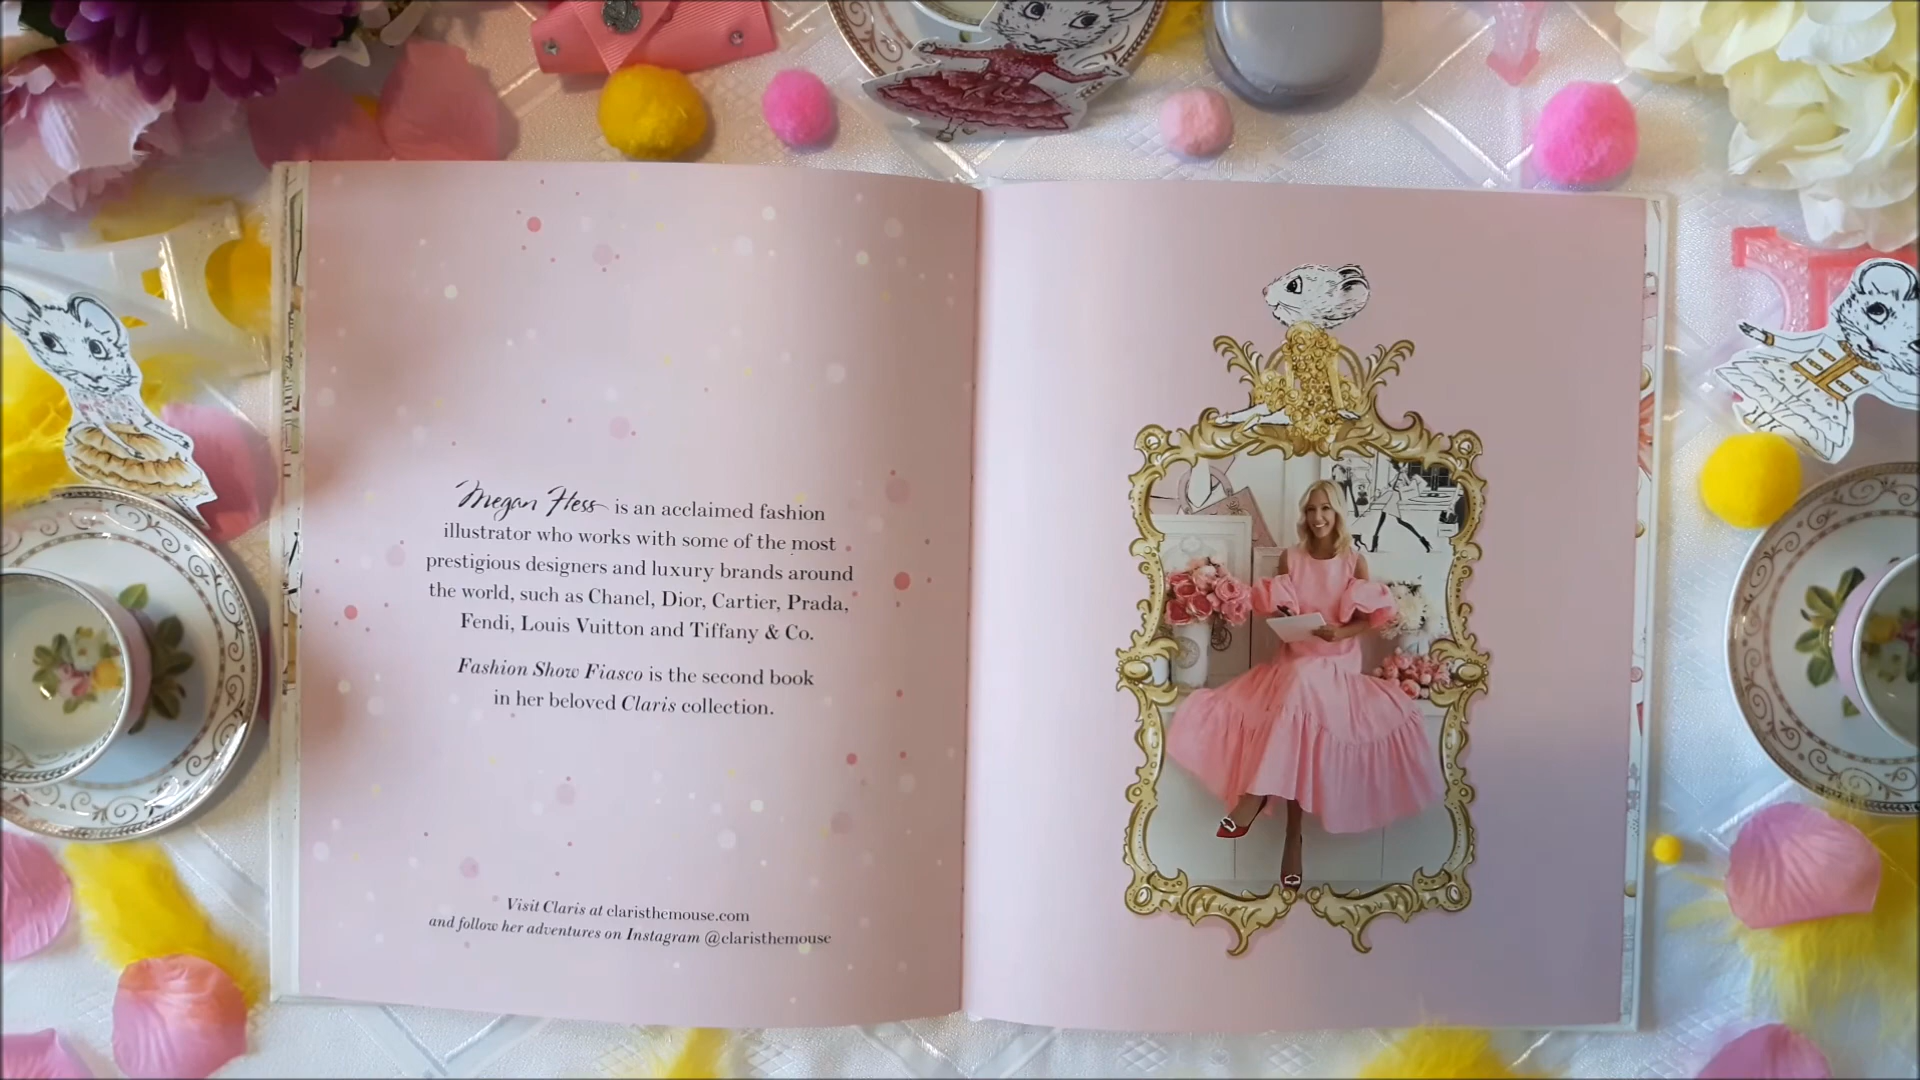 Megan Hess is an acclaimed fashion
illustrator who works with some of the most
prestigious designers and luxury brands around
the world, such as Chanel, Dior, Cartier, Prada,
Fendi, Louis Vuitton and Tiffany & Co.
Fashion Show Fiasco is the second book
in her beloved Claris collection.
Visit Claris at claristhemouse.com
and follow her adventures on Instagram @claristhemouse